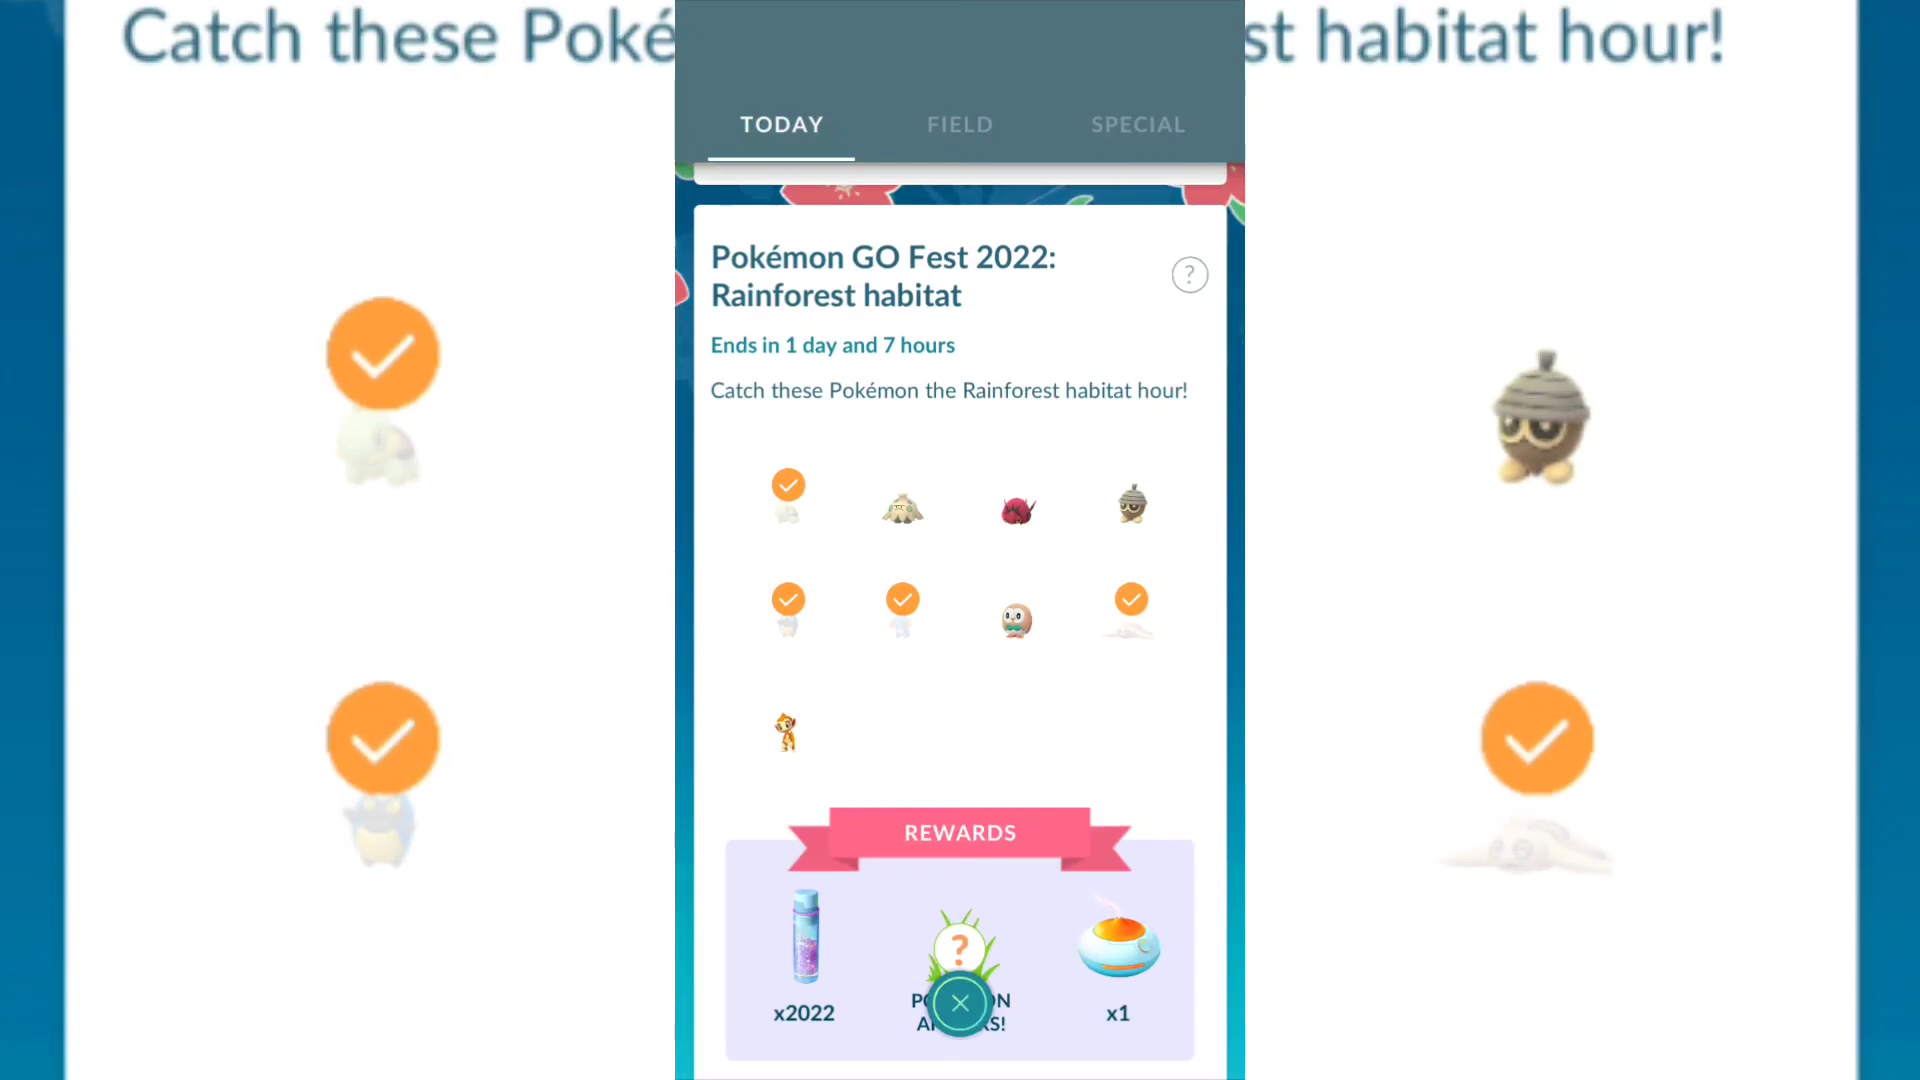 Catch these Poké
st habitat hour!
TODAY
FIELD
SPECIAL
Pokémon GO Fest 2022:
Rainforest habitat
?
Ends in 1 day and 7 hours
Catch these Pokémon the Rainforest habitat hour!
REWARDS
?
x2022
x1